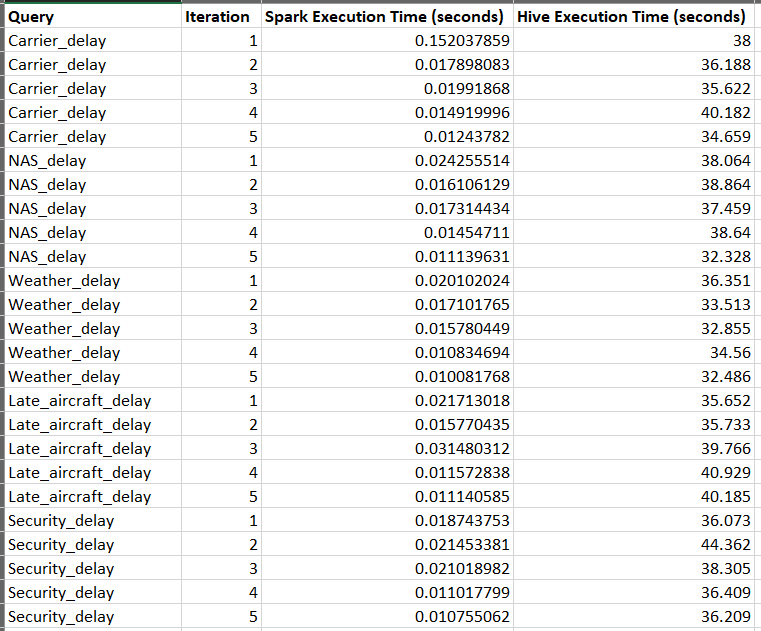 Query Iteration Spark Execution Time (seconds) Hive Execution Time (seconds)
Carrier_delay 1 0.152037859 38
Carrier_delay 2 0.017898083 36.188
Carrier_delay 3 0.01991868 35.622
Carrier_delay 4 0.014919996 40.182
Carrier_delay 5 0.01243782 34.659
NAS_delay 1 0.024255514 38.064
NAS_delay 2 0.016106129 38.864
NAS_delay 3 0.017314434 37.459
NAS_delay 4 0.01454711 38.64
NAS_delay 5 0.011139631 32.328
Weather_delay 1 0.020102024 36.351
Weather_delay 2 0.017101765 33.513
Weather_delay 3 0.015780449 32.855
Weather_delay 4 0.010834694 34.56
Weather_delay 5 0.010081768 32.486
Late_aircraft_delay 1 0.021713018 35.652
Late_aircraft_delay 2 0.015770435 35.733
Late_aircraft_delay 3 0.031480312 39.766
Late_aircraft_delay 4 0.011572838 40.929
Late_aircraft_delay 5 0.011140585 40.185
Security_delay 1 0.018743753 36.073
Security_delay 2 0.021453381 44.362
Security_delay 3 0.021018982 38.305
Security_delay 4 0.011017799 36.409
Security_delay 5 0.010755062 36.209